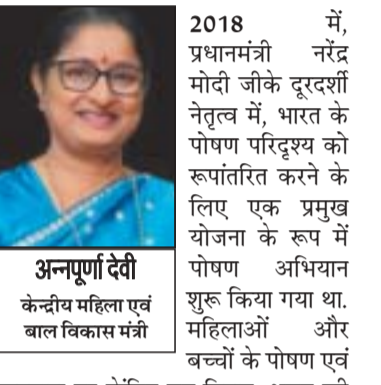 2018 में,
प्रधानमंत्री नरेंद्र
मोदी जीके दूरदर्शी
नेतृत्व में, भारत के
पोषण परिदृश्य को
रूपांतरित करने के
लिए एक प्रमुख
योजना के रूप में
पोषण अभियान
शुरू किया गया था.
महिलाओं और
बच्चों के पोषण एवं
अन्नपूर्णा देवी
केन्द्रीय महिला एवं
बाल विकास मंत्री